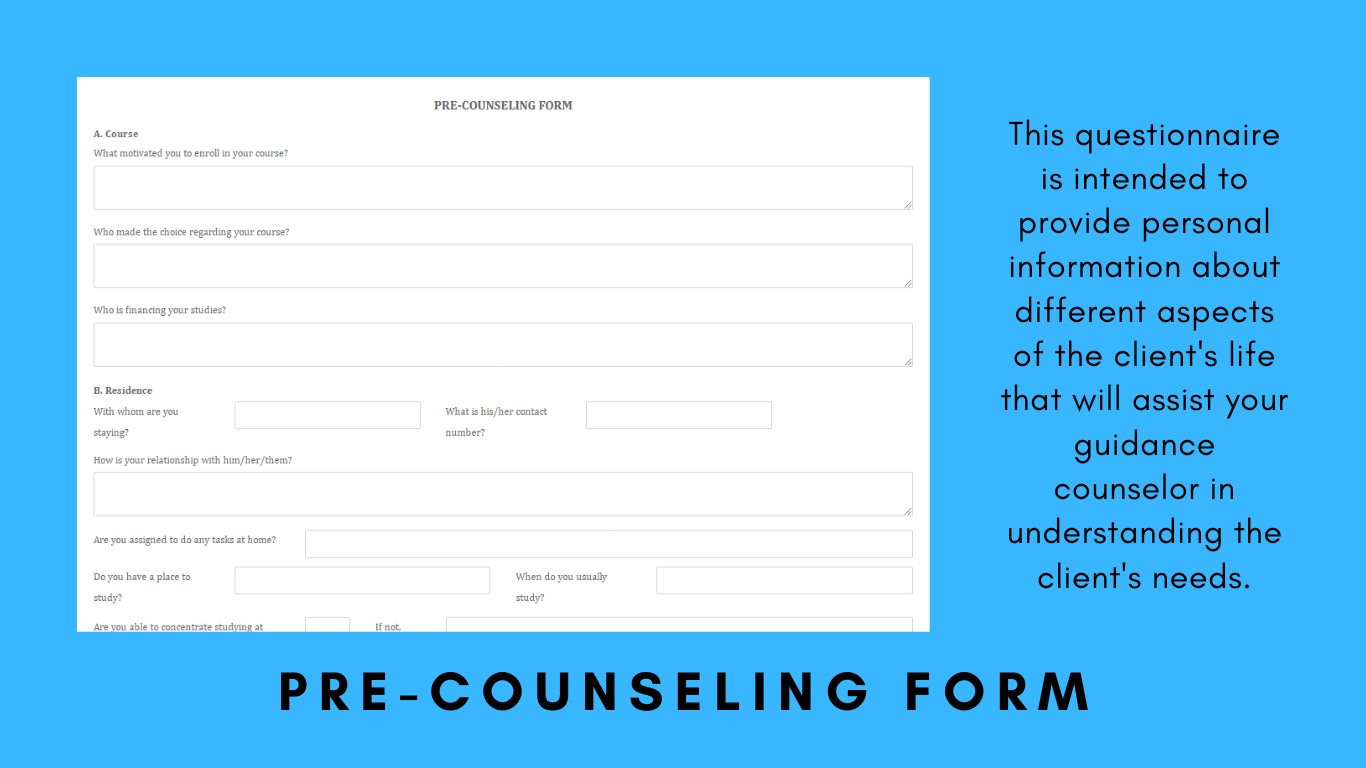 PRE-COUNSELING FORM
A. Course
What motivated you to enroll in your course?
Who made the choice regarding your course?
Who is financing your studies?
B. Residence
With whom are you
staying?
What is his/her contact
number?
How is your relationship with him/her/them?
Are you assigned to do any tasks at home?
Do you have a place to
study?
When do you usually
study?
Are you able to concentrate studying at
If not,
This questionnaire
is intended to
provide personal
information about
different aspects
of the client's life
that will assist your
guidance
counselor in
understanding the
client's needs.
PRE-COUNSELING FORM